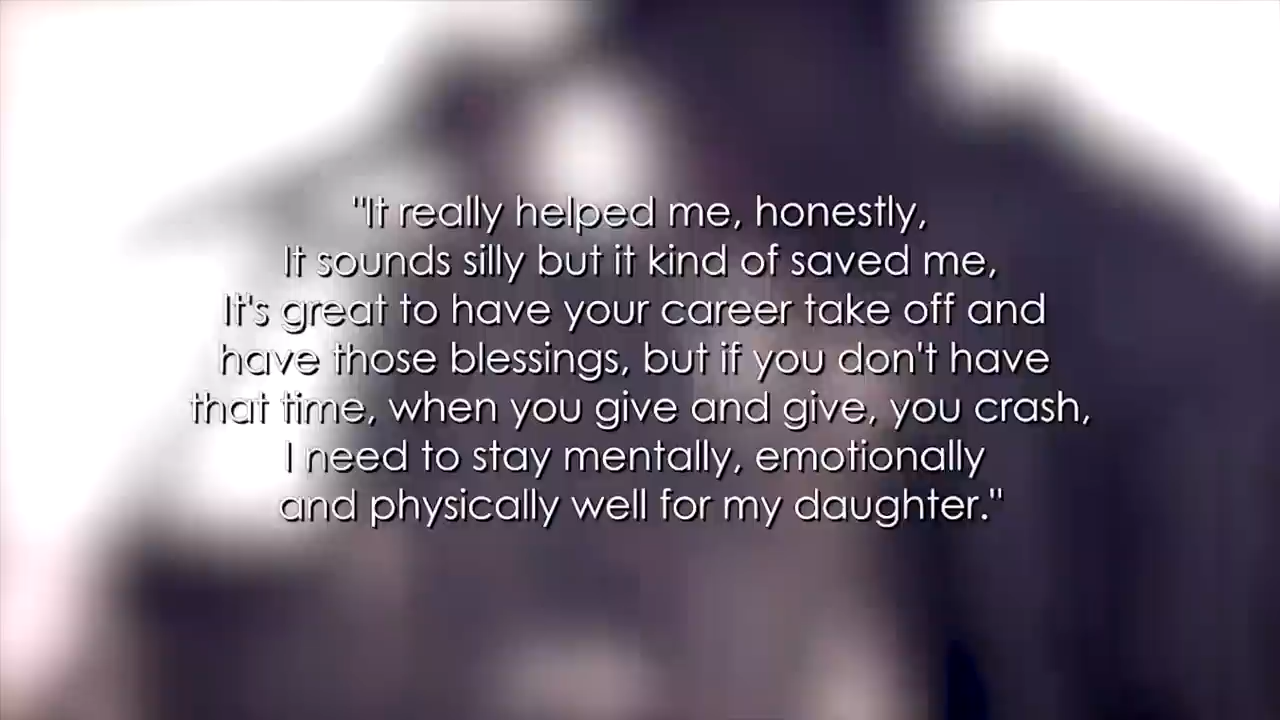 "It really helped me, honestly,
It sounds silly but it kind of saved me,
It's great to have your career take off and
have those blessings, but if you don't have
that time, when you give and give, you crash,
I need to stay mentally, emotionally
and physically well for my daughter."